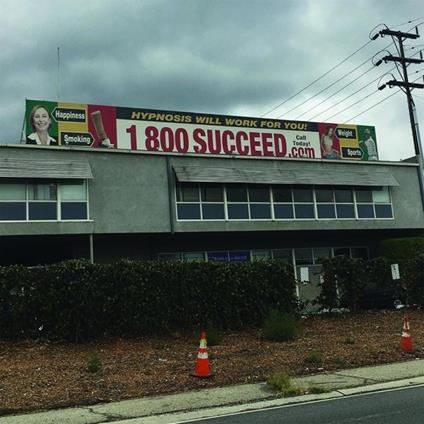 HYPNOSIS WILL WORK FOR YOU!
Happiness
Smoking
1 800 SUCCEED.com
Call
Today!
Weight
Sports